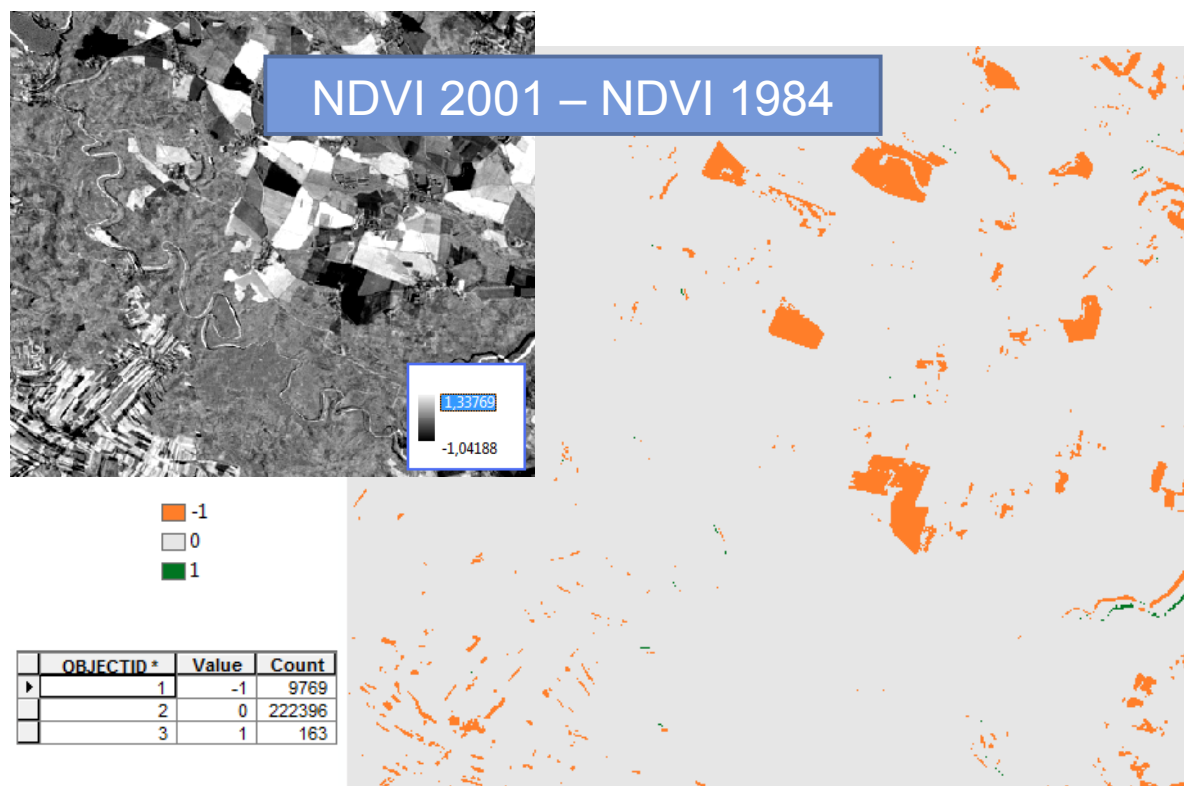 NDVI 2001 – NDVI 1984
1,33769
-1,04188
-1
0
1
OBJECTID * Value Count
1 -1 9769
2 0 222396
3 1 163